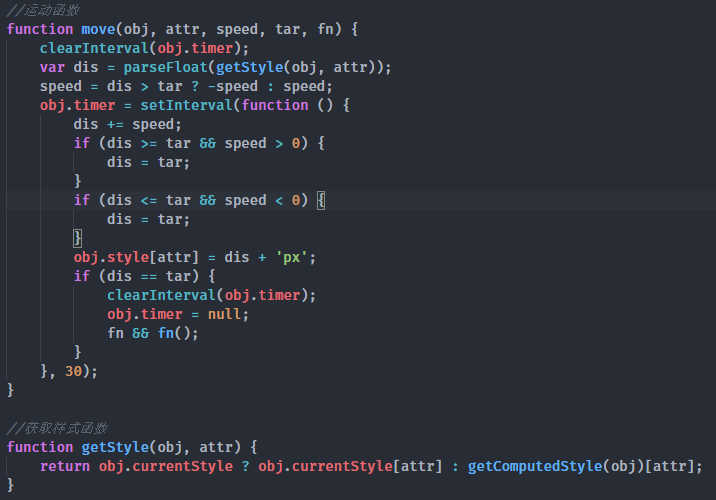 //运动函数
function move(obj, attr, speed, tar, fn) {
    clearInterval(obj.timer);
    var dis = parseFloat(getStyle(obj, attr));
    speed = dis > tar ? -speed : speed;
    obj.timer = setInterval(function () {
        dis += speed;
        if (dis >= tar && speed > 0) {
            dis = tar;
        }
        if (dis <= tar && speed < 0) {
            dis = tar;
        }
        obj.style[attr] = dis + 'px';
        if (dis == tar) {
            clearInterval(obj.timer);
            obj.timer = null;
            fn && fn();
        }
    }, 30);
}

//获取样式函数
function getStyle(obj, attr) {
    return obj.currentStyle ? obj.currentStyle[attr] : getComputedStyle(obj)[attr];
}